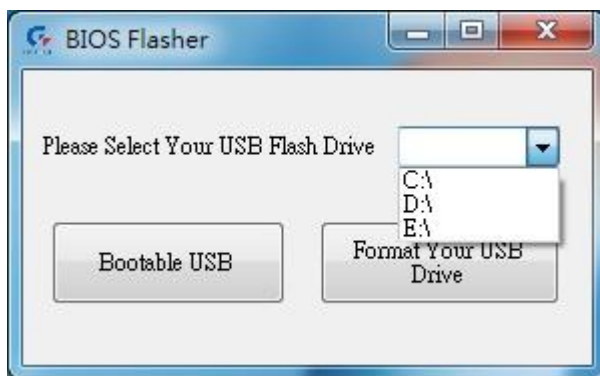 BIOS Flasher
Please Select Your USB Flash Drive
C:\
D:\
E:\
Bootable USB
Format Your USB
Drive